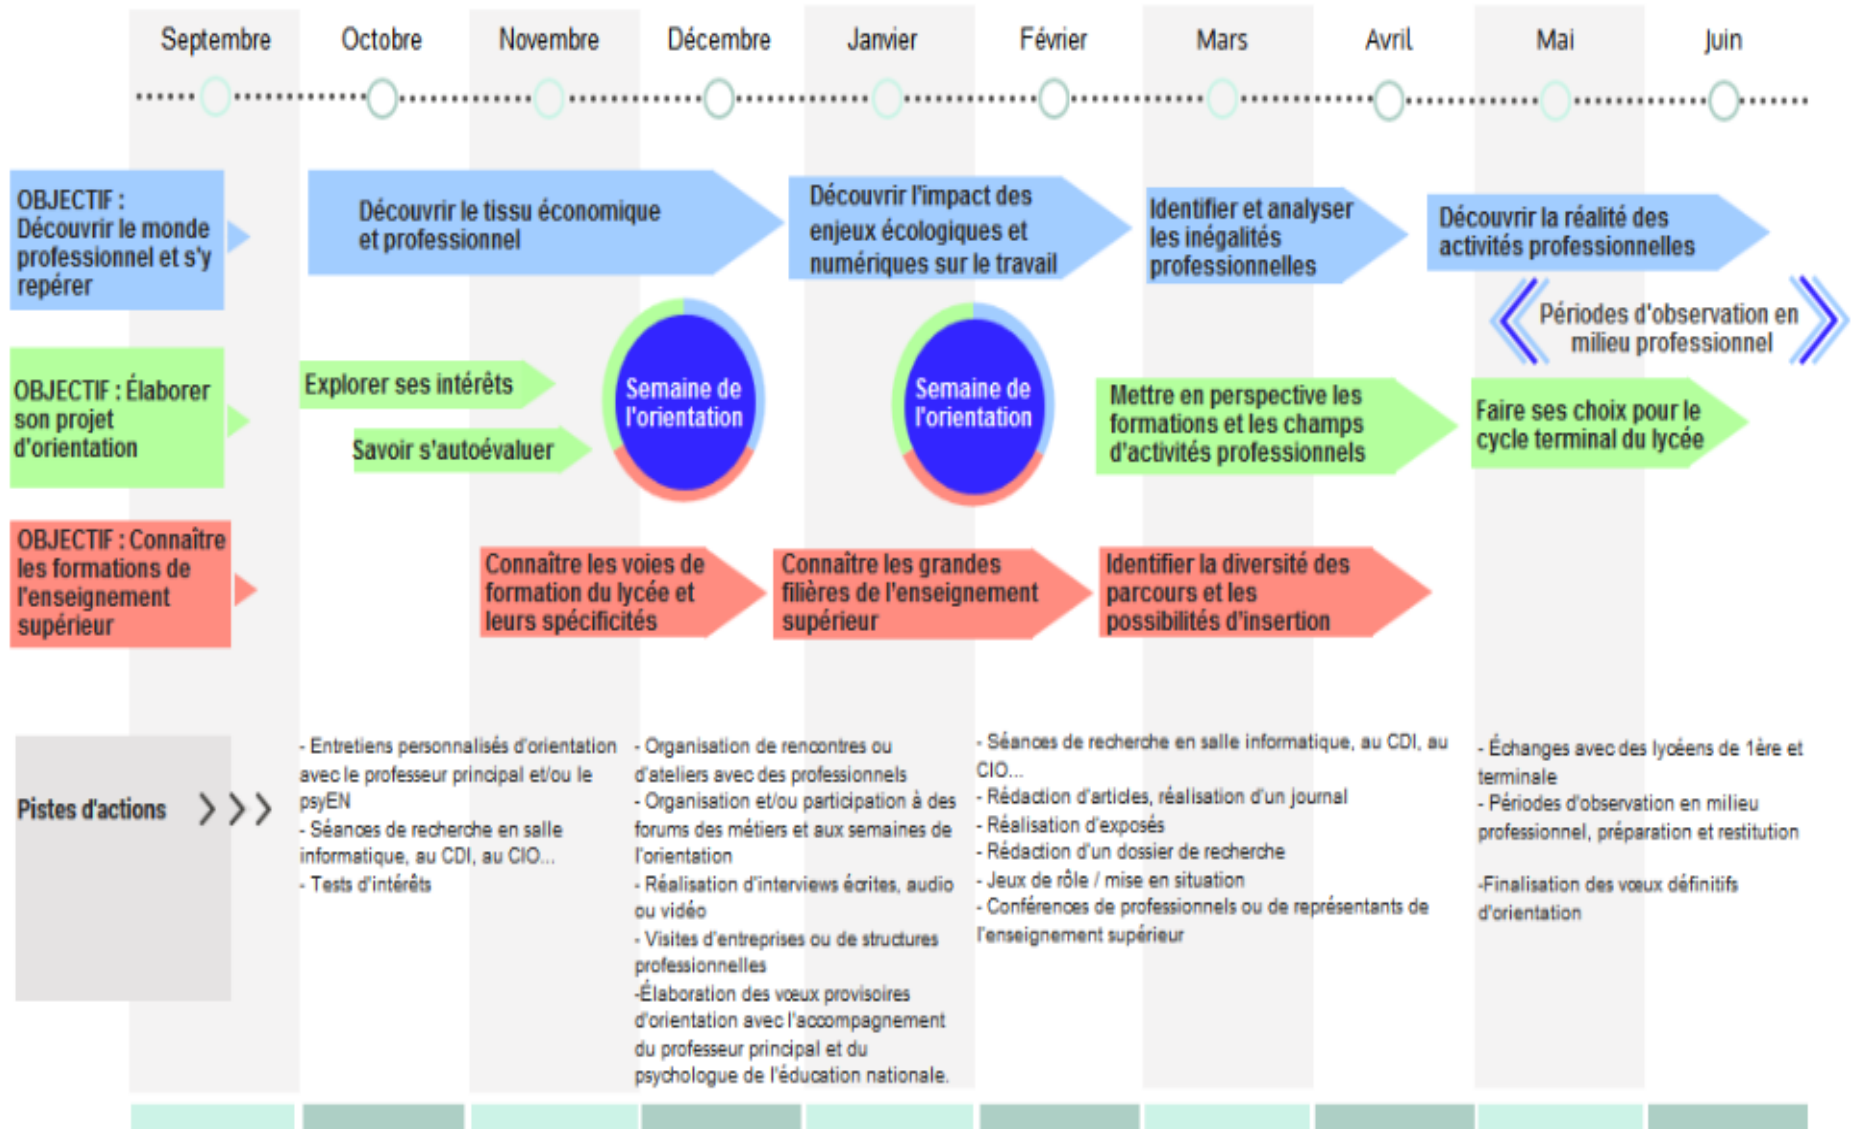 Septembre Octobre Novembre Décembre Janvier Février Mars Avril Mai Juin
OBJECTIF :
Découvrir le monde
professionnel et s'y
repérer
Découvrir le tissu économique
et professionnel
Découvrir l'impact des
enjeux écologiques et
numériques sur le travail
Identifier et analyser
les inégalités
professionnelles
Découvrir la réalité des
activités professionnelles
Périodes d'observation en
milieu professionnel
OBJECTIF : Élaborer
son projet
d'orientation
Explorer ses intérêts
Savoir s'autoévaluer
Semaine de
l'orientation
Semaine de
l'orientation
Mettre en perspective les
formations et les champs
d'activités professionnels
Faire ses choix pour le
cycle terminal du lycée
OBJECTIF : Connaître
les formations de
l'enseignement
supérieur
Connaître les voies de
formation du lycée et
leurs spécificités
Connaître les grandes
filières de l'enseignement
supérieur
Identifier la diversité des
parcours et les
possibilités d'insertion
Pistes d'actions
- Entretiens personnalisés d'orientation
avec le professeur principal et/ou le
psyEN
- Séances de recherche en salle
informatique, au CDI, au CIO...
- Tests d'intérêts
- Organisation de rencontres ou
d'ateliers avec des professionnels
- Organisation et/ou participation à des
forums des métiers et aux semaines de
l'orientation
- Réalisation d'interviews écrites, audio
ou vidéo
- Visites d'entreprises ou de structures
professionnelles
-Élaboration des vœux provisoires
d'orientation avec l'accompagnement
du professeur principal et du
psychologue de l'éducation nationale.
- Séances de recherche en salle informatique, au CDI, au
CIO...
- Rédaction d'articles, réalisation d'un journal
- Réalisation d'exposés
- Rédaction d'un dossier de recherche
- Jeux de rôle / mise en situation
- Conférences de professionnels ou de représentants de
l'enseignement supérieur
- Échanges avec des lycéens de 1ère et
terminale
- Périodes d'observation en milieu
professionnel, préparation et restitution
-Finalisation des vœux définitifs
d'orientation